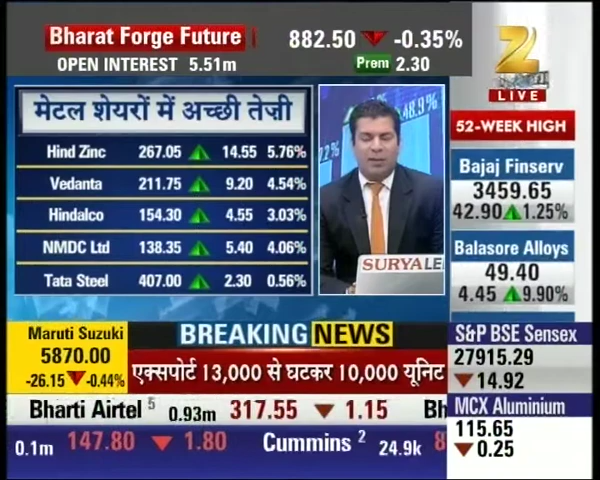 Bharat Forge Future
882.50 -0.35%
OPEN INTEREST 5.51m
Prem 2.30
LIVE
मेटल शेयरों में अच्छी तेज़ी
Hind Zinc 267.05 14.55 5.76%
Vedanta 211.75 9.20 4.54%
Hindalco 154.30 4.55 3.03%
NMDC Ltd 138.35 5.40 4.06%
Tata Steel 407.00 2.30 0.56%
48.9%
SURYA LE
52-WEEK HIGH
Bajaj Finserv
3459.65
42.90 1.25%
Balasore Alloys
49.40
4.45 9.90%
Maruti Suzuki
5870.00
-26.15 -0.44%
BREAKING NEWS
एक्सपोर्ट 13,000 से घटकर 10,000 यूनिट
S&P BSE Sensex
27915.29
14.92
Bharti Airtel 5 0.93m 317.55 1.15 Bh
MCX Aluminium
115.65
0.25
0.1m 147.80 1.80 Cummins 2 24.9k 8